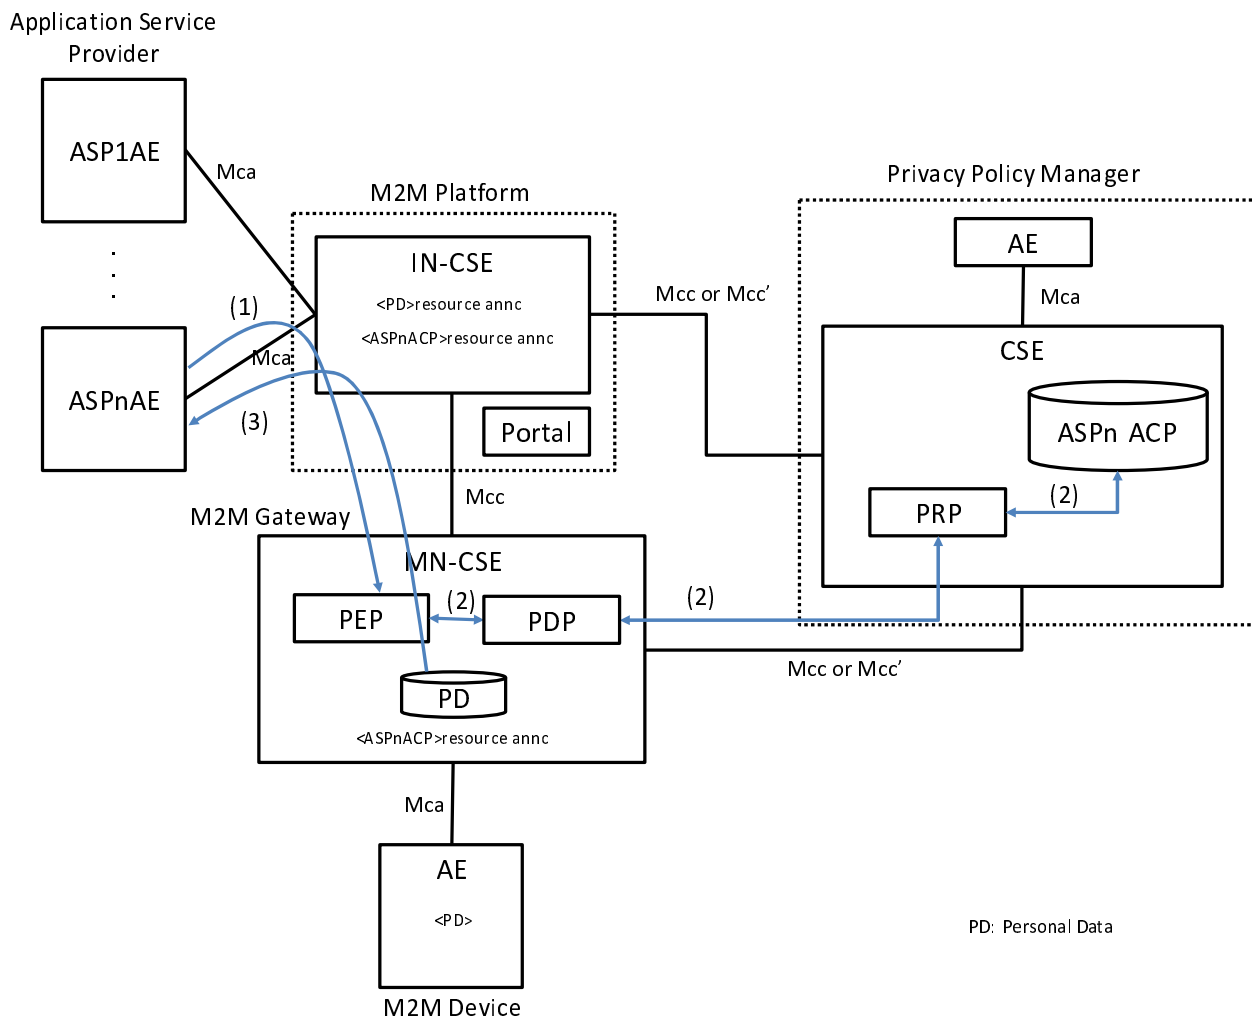 Application Service
Provider
ASP1AE
Mca
.
.
.
ASPnAE
(1)
Mca
(3)
M2M Platform
IN-CSE
<PD>resource annc
<ASPnACP>resource annc
Portal
Mcc or Mcc’
Privacy Policy Manager
AE
Mca
CSE
ASPn ACP
(2)
PRP
Mcc
M2M Gateway
MN-CSE
PEP
(2)
PDP
(2)
PD
<ASPnACP>resource annc
Mcc or Mcc’
Mca
AE
<PD>
M2M Device
PD: Personal Data